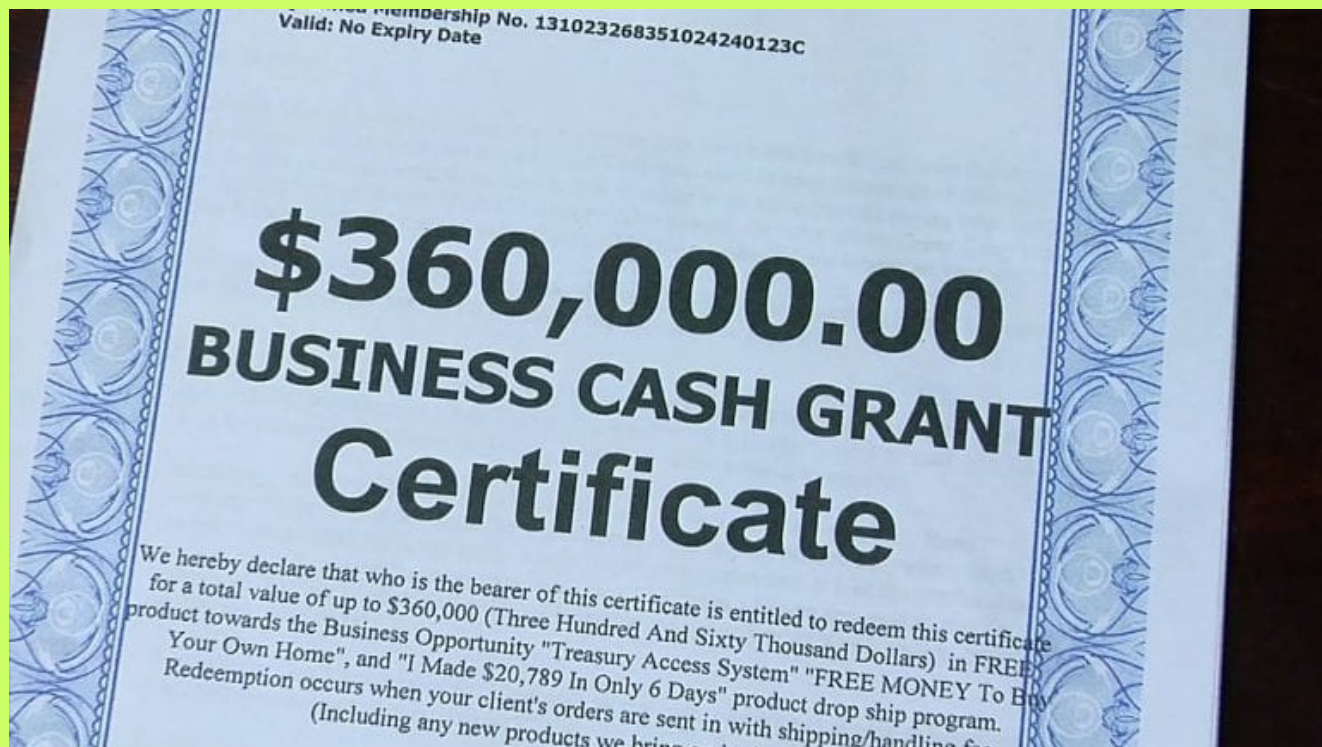 Membership No. 131023268351024240123C
Valid: No Expiry Date
$360,000.00
BUSINESS CASH GRANT
Certificate
We hereby declare that who is the bearer of this certificate is entitled to redeem this certificate
for a total value of up to $360,000 (Three Hundred And Sixty Thousand Dollars) in FREE
product towards the Business Opportunity "Treasury Access System" "FREE MONEY To Buy
Your Own Home", and "I Made $20,789 In Only 6 Days" product drop ship program.
Redemption occurs when your client's orders are sent in with shipping/handling
(Including any new products we